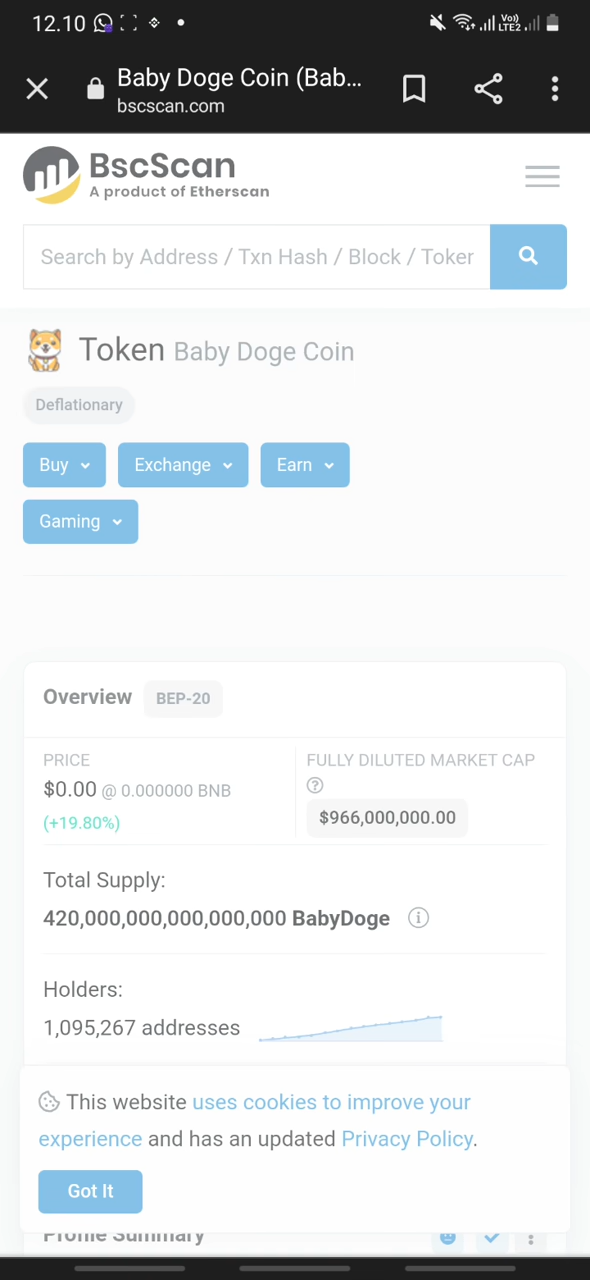 12.10
Vo))
LTE2
Baby Doge Coin (Bab...
bscscan.com
BscScan
A product of Etherscan
Search by Address / Txn Hash / Block / Token
Token Baby Doge Coin
Deflationary
Buy
Exchange
Earn
Gaming
Overview BEP-20
PRICE
$0.00 @ 0.000000 BNB
(+19.80%)
FULLY DILUTED MARKET CAP
$966,000,000.00
Total Supply:
420,000,000,000,000,000 BabyDoge
Holders:
1,095,267 addresses
This website uses cookies to improve your
experience and has an updated Privacy Policy.
Got It
Profile Summary